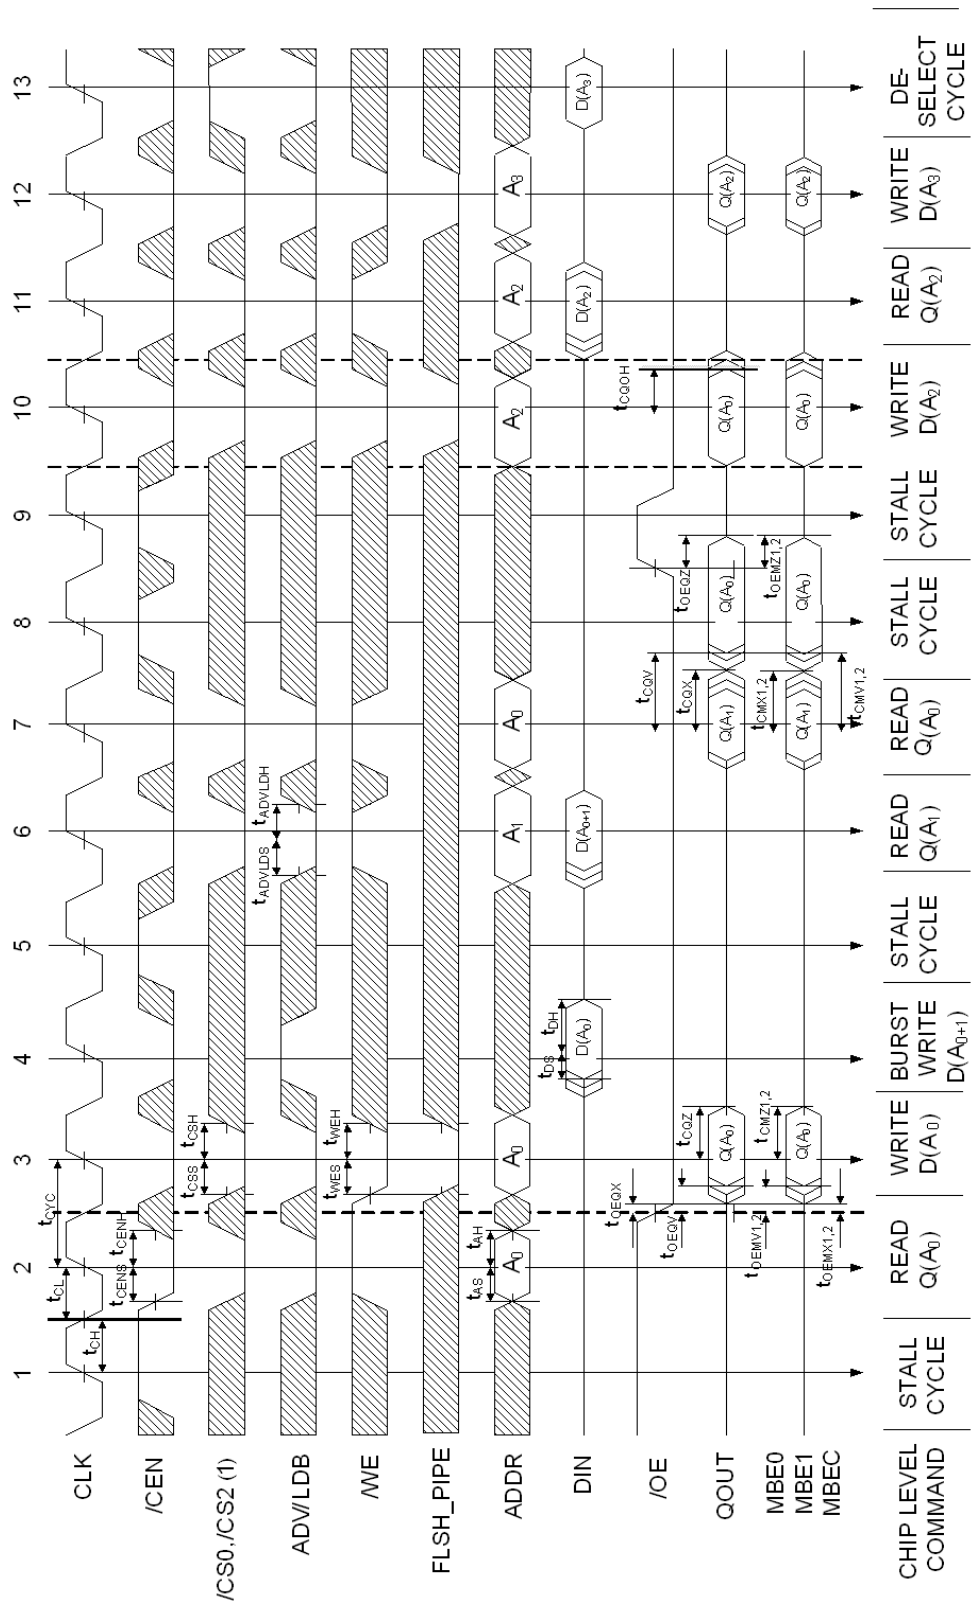 1 2 3 4 5 6 7 8 9 10 11 12 13
CLK
tCH
tCL
tCYC
/CEN
tCENS
tCENH
/CS0,/CS2 (1)
tCSS
tCSH
ADV/LDB
tADVLDS
tADVLDH
/WE
tWES
tWEH
FLSH_PIPE
ADDR
tAS
tAH
A0 A0 A1 A0 A2 A2 A3
DIN
tDS
tDH
D(A0) D(A0+1) D(A2) D(A3)
/OE
tOEQX
tOEQV
tCQZ
tCQV
tCQX
tOEQZ
tCQOH
QOUT
Q(A0) Q(A1) Q(A0) Q(A0) Q(A2)
tOEMV1,2
tCMZ1,2
tCMX1,2
tOEMZ1,2
MBE0
MBE1
MBEC
Q(A0) Q(A1) Q(A0) Q(A0) Q(A2)
tOEMX1,2
tCMV1,2
CHIP LEVEL
COMMAND
STALL
CYCLE
READ
Q(A0)
WRITE
D(A0)
BURST
WRITE
D(A0+1)
STALL
CYCLE
READ
Q(A1)
READ
Q(A0)
STALL
CYCLE
STALL
CYCLE
WRITE
D(A2)
READ
Q(A2)
WRITE
D(A3)
DE-
SELECT
CYCLE